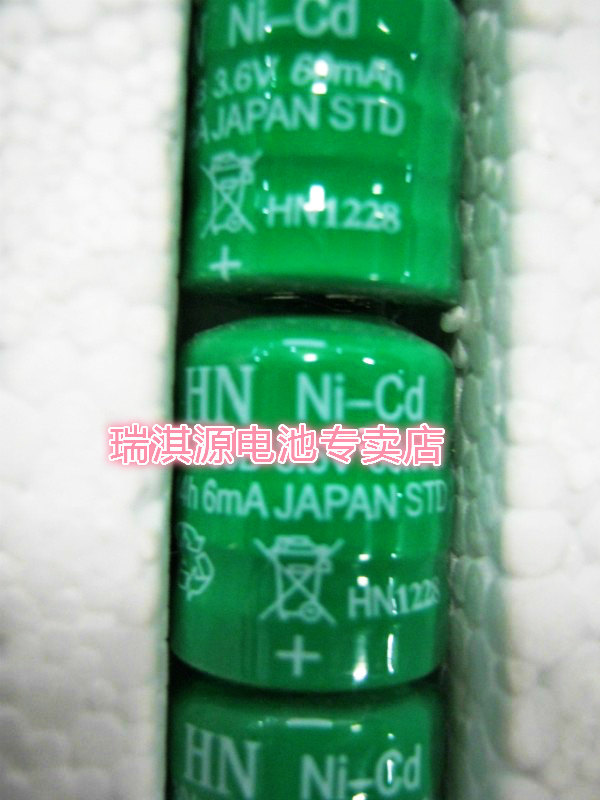 Ni-Cd
3.6V 60mAh
A JAPAN STD
HN1228
+
HN Ni-Cd
瑞淇源电池专卖店
4h 6mA JAPAN STD
HN1228
+
HN Ni-Cd